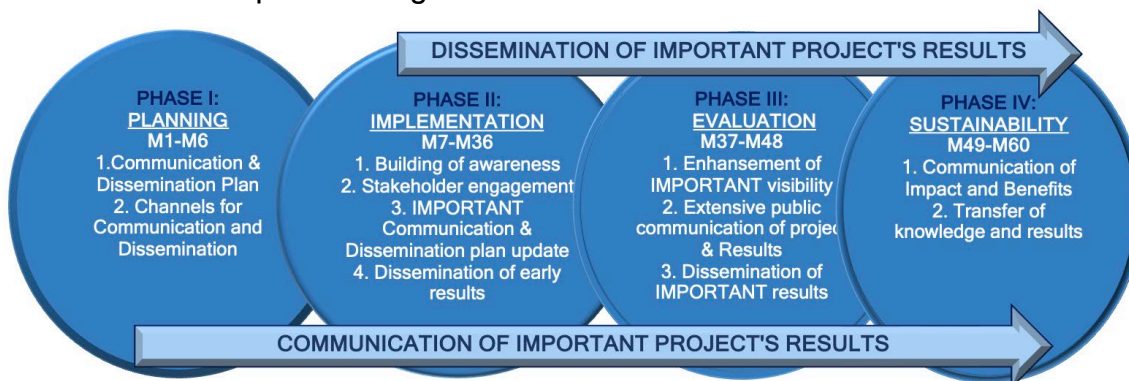 DISSEMINATION OF IMPORTANT PROJECT'S RESULTS
PHASE I:
PLANNING
M1-M6
1.Communication &
Dissemination Plan
2. Channels for
Communication and
Dissemination
PHASE II:
IMPLEMENTATION
M7-M36
1. Building of awareness
2. Stakeholder engagement
3. IMPORTANT
Communication &
Dissemination plan update
4. Dissemination of early
results
PHASE III:
EVALUATION
M37-M48
1. Enhansement of
IMPORTANT visibility
2. Extensive public
communication of projec
& Results
3. Dissemination of
IMPORTANT results
PHASE IV:
SUSTAINABILITY
M49-M60
1. Communication of
Impact and Benefits
2. Transfer of
knowledge and results
COMMUNICATION OF IMPORTANT PROJECT'S RESULTS